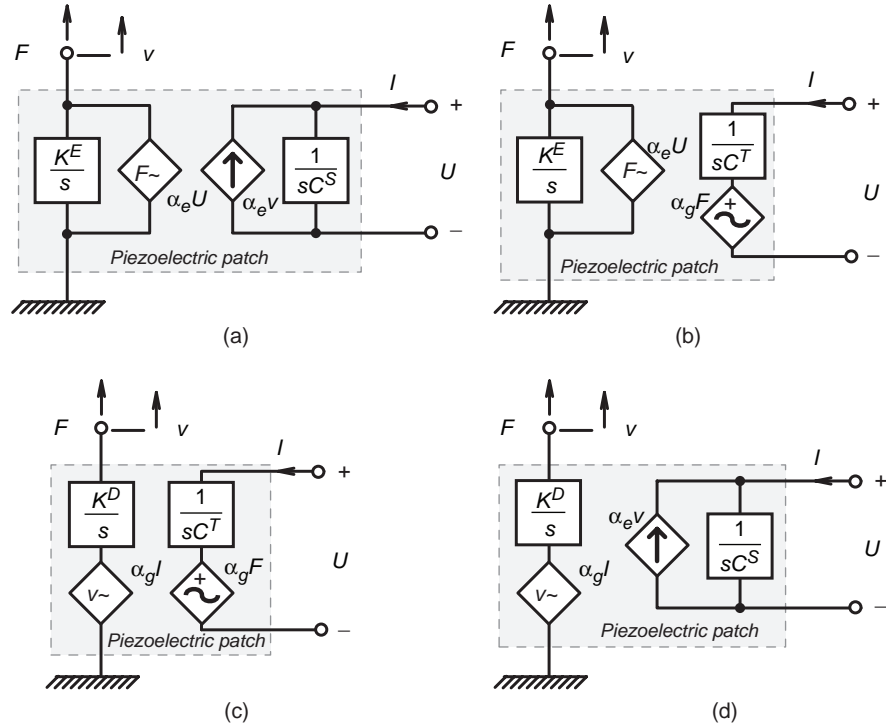 F v I +
K^E/s F~ α_eU α_ev 1/sC^S U
Piezoelectric patch −
(a)
F v I +
K^E/s F~ α_eU 1/sC^T U
α_gF +
Piezoelectric patch −
(b)
F v I +
K^D/s 1/sC^T
v~ α_gI α_gF + U
Piezoelectric patch −
(c)
F v I +
K^D/s α_ev 1/sC^S U
v~ α_gI
Piezoelectric patch −
(d)